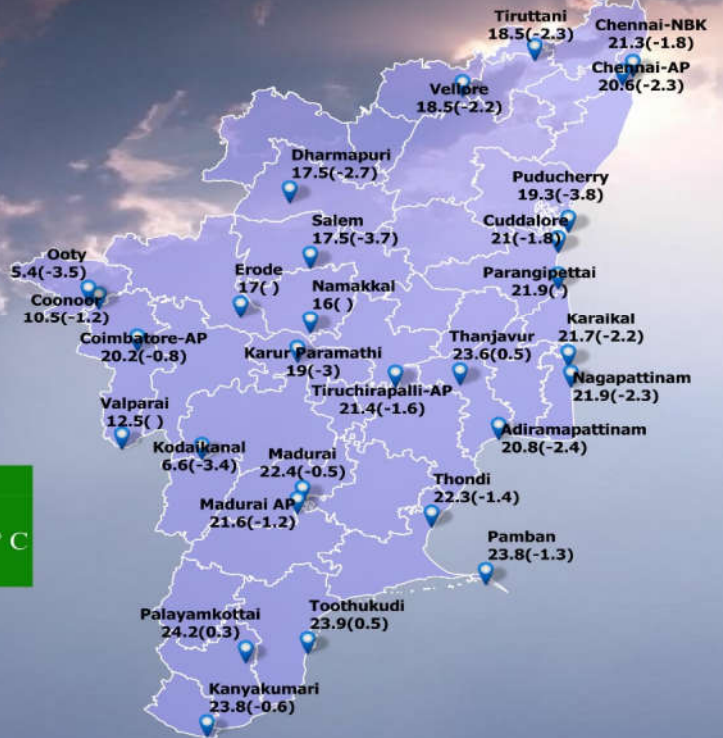 Tiruttani
18.5(-2.3)
Chennai-NBK
21.3(-1.8)
Chennai-AP
20.6(-2.3)
Vellore
18.5(-2.2)
Dharmapuri
17.5(-2.7)
Puducherry
19.3(-3.8)
Salem
17.5(-3.7)
Cuddalore
21(-1.8)
Ooty
5.4(-3.5)
Erode
17( )
Parangipettai
21.9( )
Coonoor
10.5(-1.2)
Namakkal
16( )
Karaikal
21.7(-2.2)
Coimbatore-AP
20.2(-0.8)
Karur Paramathi
19(-3)
Thanjavur
23.6(0.5)
Tiruchirapalli-AP
21.4(-1.6)
Nagapattinam
21.9(-2.3)
Valparai
12.5( )
Adiramapattinam
20.8(-2.4)
Kodaikanal
6.6(-3.4)
Madurai
22.4(-0.5)
Thondi
22.3(-1.4)
Madurai AP
21.6(-1.2)
° C
Pamban
23.8(-1.3)
Palayamkottai
24.2(0.3)
Toothukudi
23.9(0.5)
Kanyakumari
23.8(-0.6)